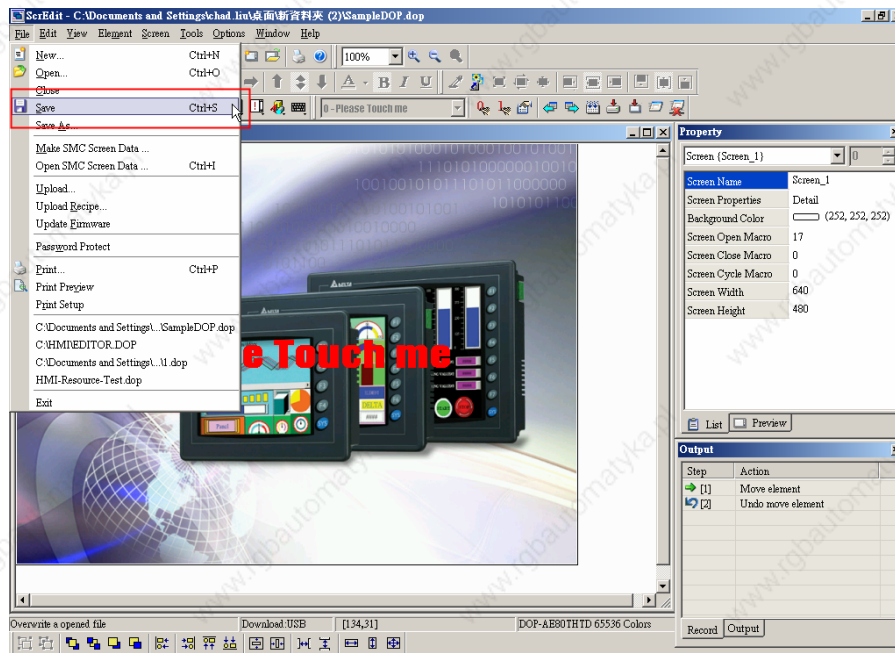 ScrEdit - C:\Documents and Settings\chad.liu\桌面\新資料夾 (2)\SampleDOP.dop
File Edit View Element Screen Tools Options Window Help
New... Ctrl+N
Open... Ctrl+O
Close
Save Ctrl+S
Save As...
Make SMC Screen Data ...
Open SMC Screen Data ... Ctrl+I
Upload...
Upload Recipe...
Update Firmware
Password Protect
Print... Ctrl+P
Print Preview
Print Setup
C:\Documents and Settings\...\SampleDOP.dop
C:\HMI\EDITOR.DOP
C:\Documents and Settings\...\1.dop
HMI-Resource-Test.dop
Exit
100%
A B I U
0 - Please Touch me
e Touch me
DELTA
Property
Screen {Screen_1} 0
Screen Name Screen_1
Screen Properties Detail
Background Color (252, 252, 252)
Screen Open Macro 17
Screen Close Macro 0
Screen Cycle Macro 0
Screen Width 640
Screen Height 480
List Preview
Output
Step Action
[1] Move element
[2] Undo move element
Record Output
Overwrite a opened file Download:USB [134,31] DOP-AE80THTD 65536 Colors
www.rgbautomatyka.pl